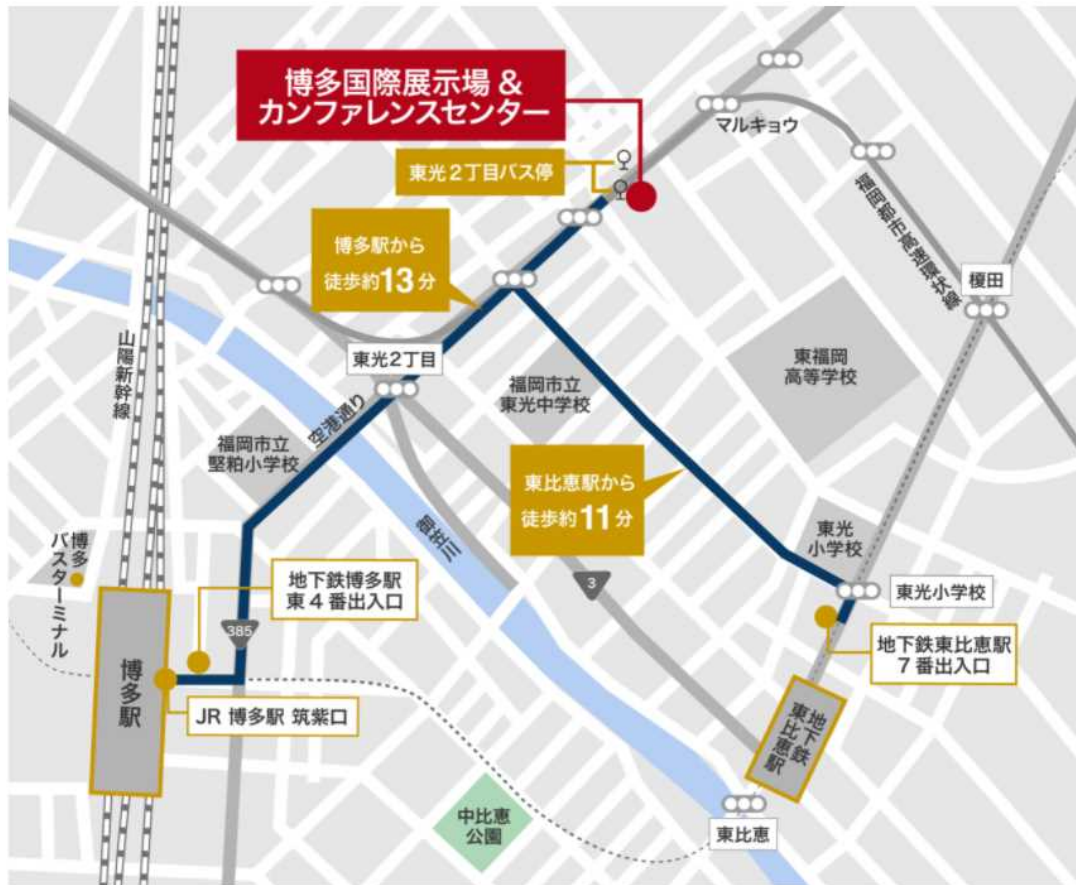 博多国際展示場 &
カンファレンスセンター
マルキョウ
東光2丁目バス停
福岡都市高速環状線
博多駅から
徒歩約13分
榎田
山陽新幹線
東光2丁目
空港通り
福岡市立
東光中学校
東福岡
高等学校
福岡市立
堅粕小学校
東比恵駅から
徒歩約11分
御笠川
東光
小学校
博多
バスターミナル
地下鉄博多駅
東4番出入口
3
東光小学校
385
地下鉄東比恵駅
7番出入口
博多駅
JR 博多駅 筑紫口
地下鉄
東比恵駅
中比恵
公園
東比恵